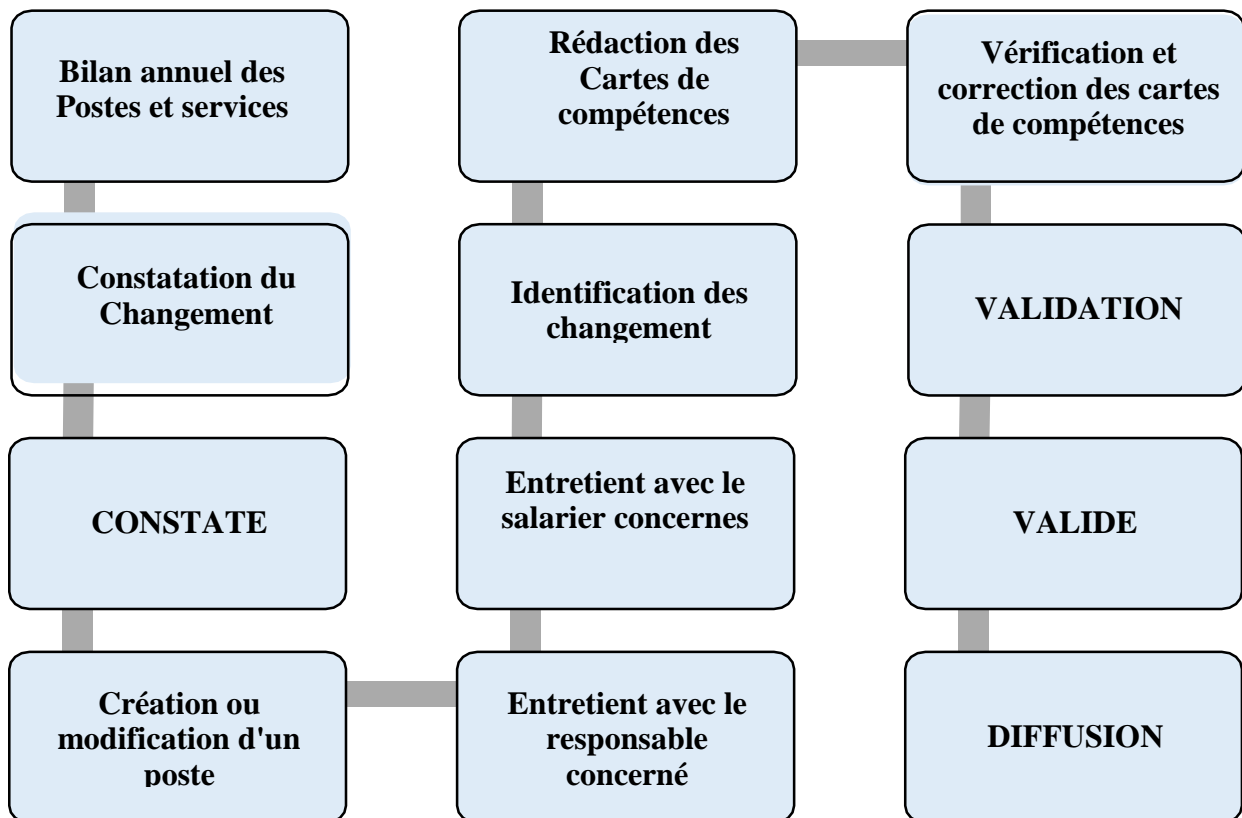 Bilan annuel des
Postes et services
Constatation du
Changement
CONSTATE
Création ou
modification d'un
poste
Entretient avec le
responsable
concerné
Entretient avec le
salarier concernes
Identification des
changement
Rédaction des
Cartes de
compétences
Vérification et
correction des cartes
de compétences
VALIDATION
VALIDE
DIFFUSION